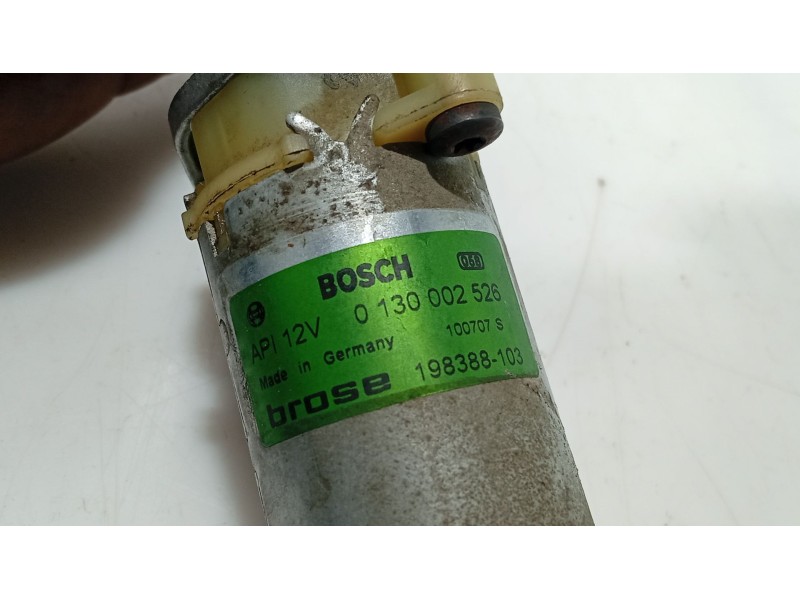 BOSCH 058
API 12V 0 130 002 526
Made in Germany 100707 S
brose 198388-103